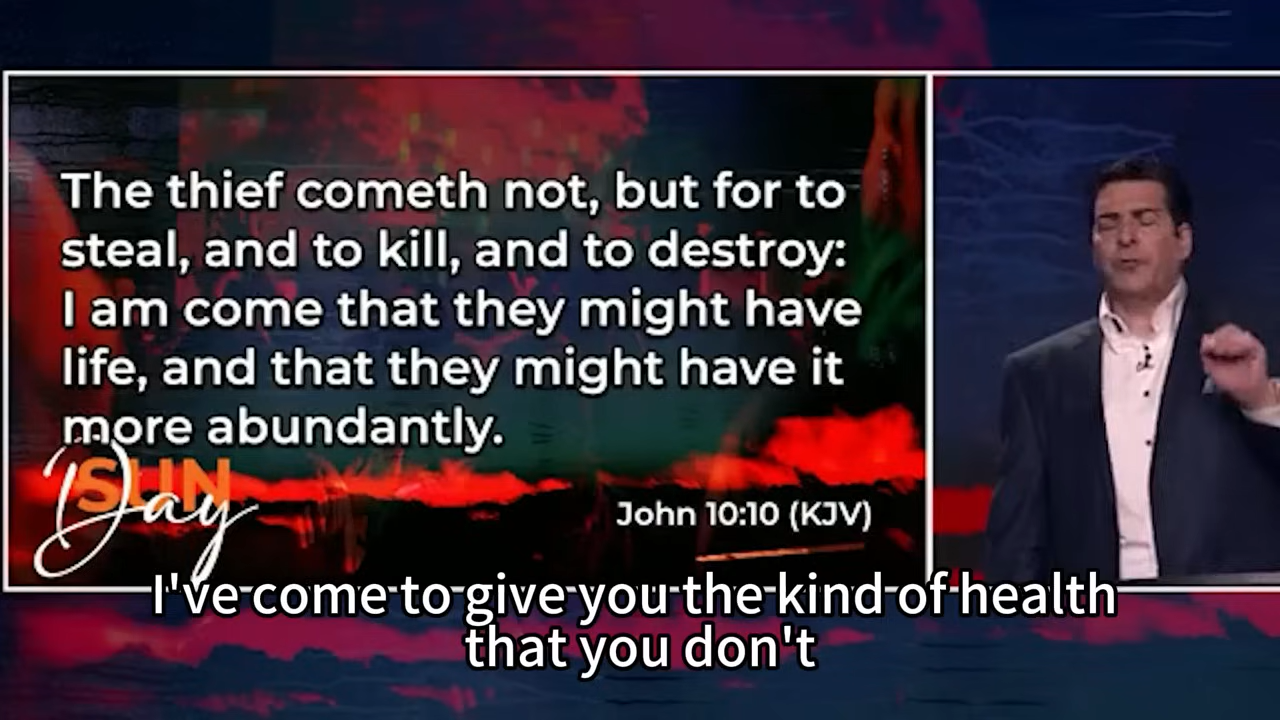 The thief cometh not, but for to
steal, and to kill, and to destroy:
I am come that they might have
life, and that they might have it
more abundantly.
SUN
Day
John 10:10 (KJV)
I've come to give you the kind of health
that you don't